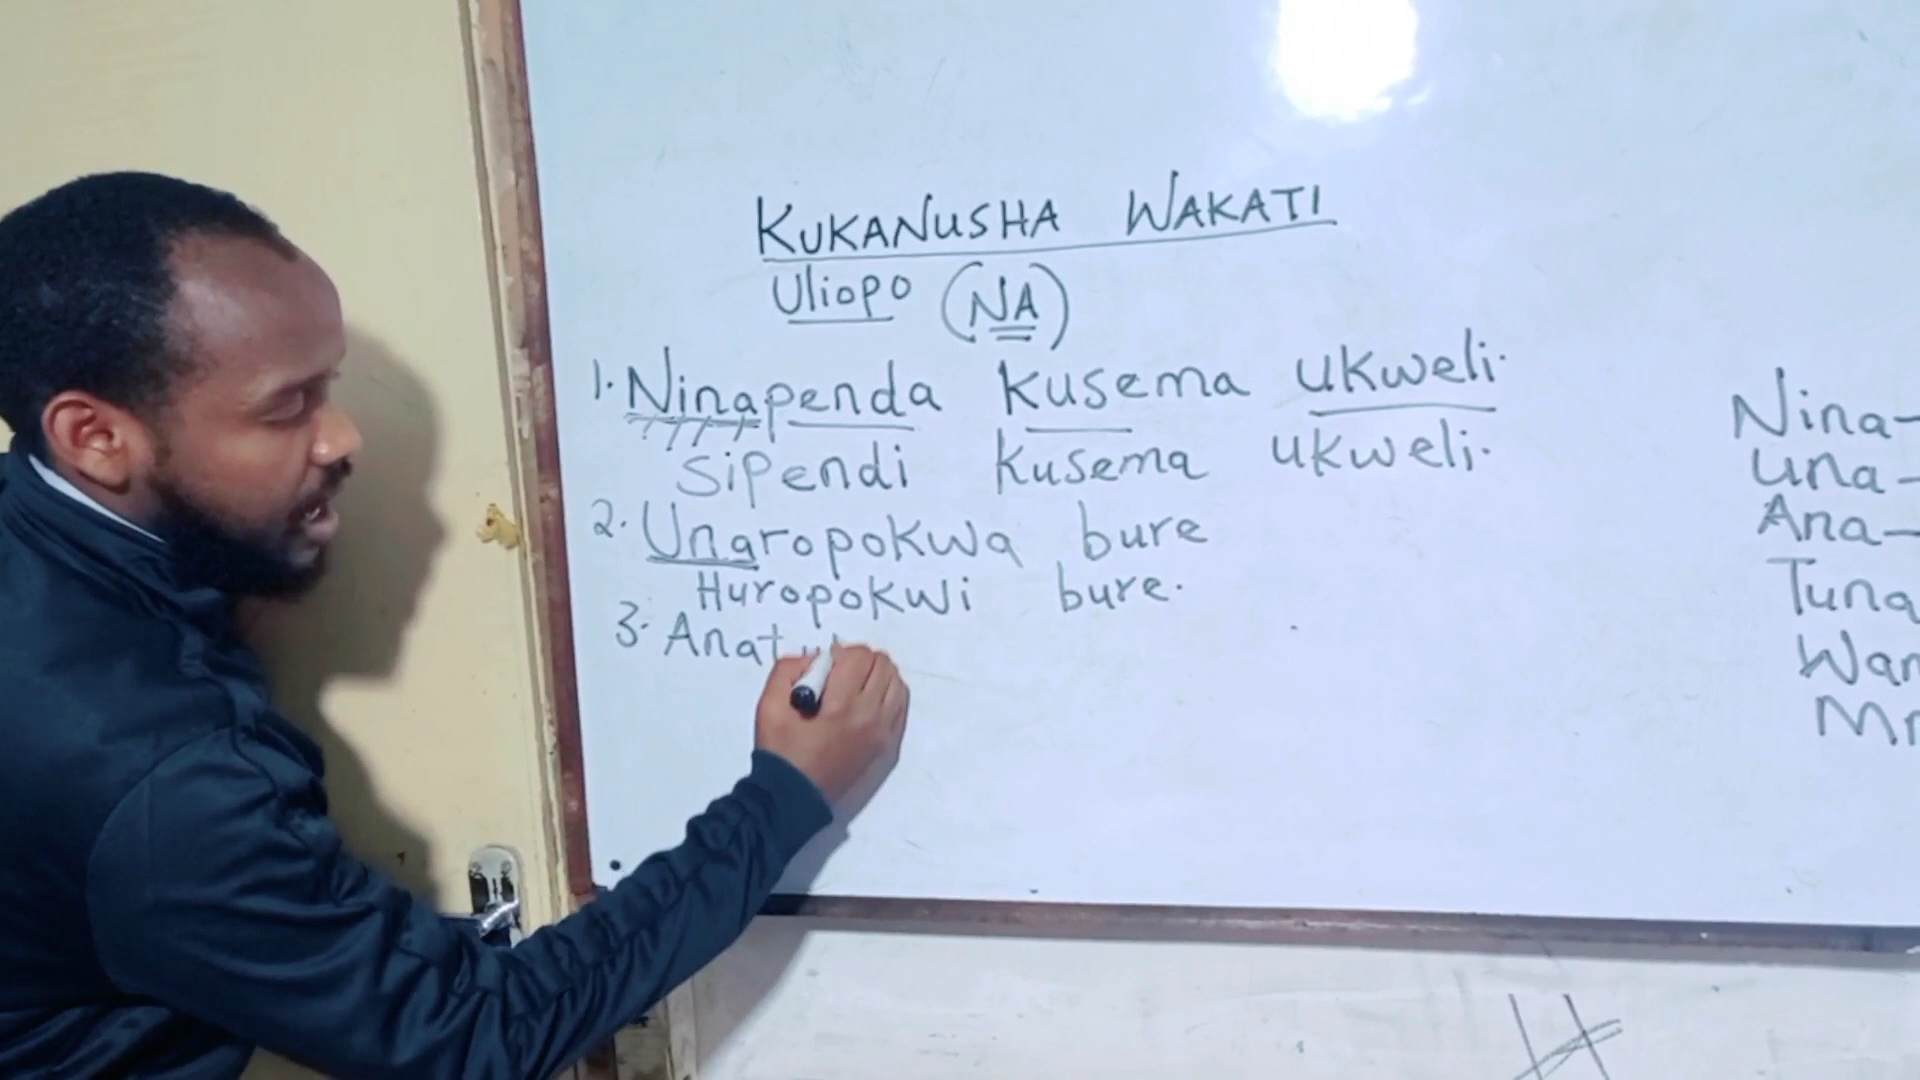 KUKANUSHA WAKATI
Uliopo (NA)
1. Ninapenda kusema ukweli.
Sipendi kusema ukweli.
2. Unaropokwa bure
Huropokwi bure.
3. Anatu
Nina-
Una-
Ana-
Tuna
Wan
Mn